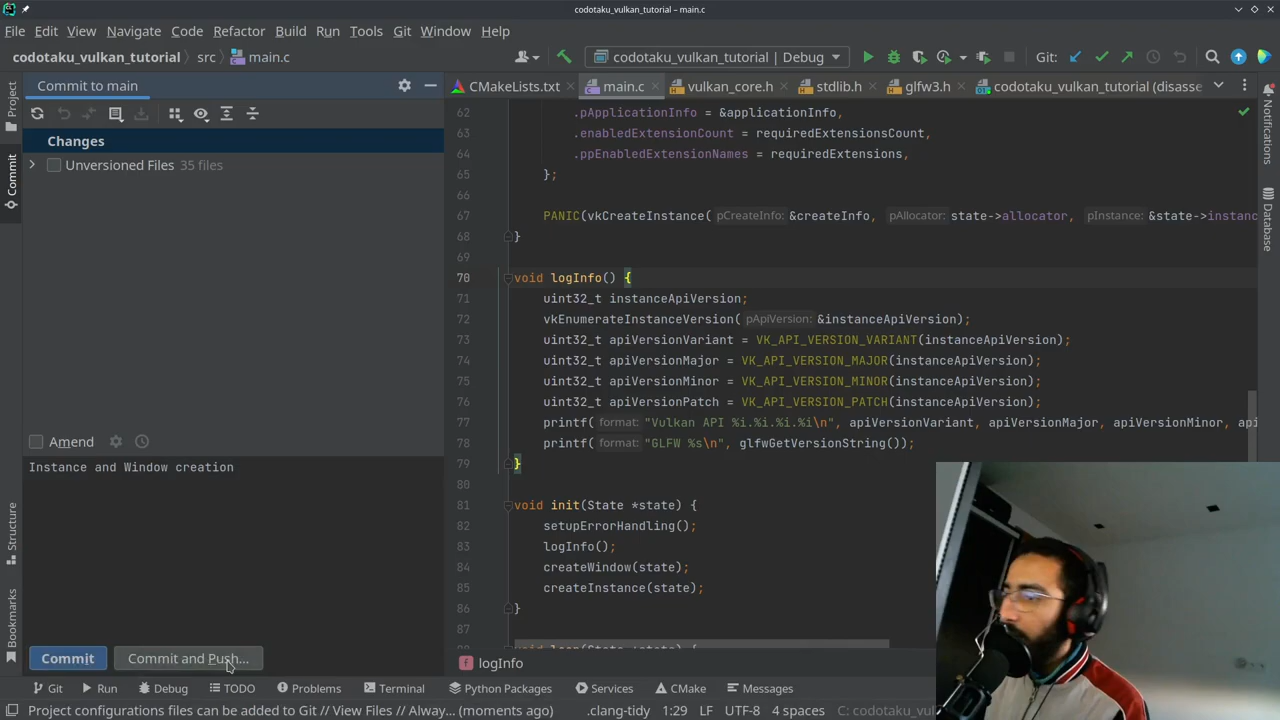 codotaku_vulkan_tutorial – main.c
File Edit View Navigate Code Refactor Build Run Tools Git Window Help
codotaku_vulkan_tutorial src main.c codotaku_vulkan_tutorial | Debug Git:
Project
Commit
Structure
Bookmarks
Commit to main
Changes
Unversioned Files 35 files
Amend
Instance and Window creation
Commit Commit and Push...
CMakeLists.txt main.c vulkan_core.h stdlib.h glfw3.h codotaku_vulkan_tutorial (disasse
62 .pApplicationInfo = &applicationInfo,
63 .enabledExtensionCount = requiredExtensionsCount,
64 .ppEnabledExtensionNames = requiredExtensions,
65 };
66
67 PANIC(vkCreateInstance( pCreateInfo: &createInfo, pAllocator: state->allocator, pInstance: &state->instanc
68 }
69
70 void logInfo() {
71 uint32_t instanceApiVersion;
72 vkEnumerateInstanceVersion( pApiVersion: &instanceApiVersion);
73 uint32_t apiVersionVariant = VK_API_VERSION_VARIANT(instanceApiVersion);
74 uint32_t apiVersionMajor = VK_API_VERSION_MAJOR(instanceApiVersion);
75 uint32_t apiVersionMinor = VK_API_VERSION_MINOR(instanceApiVersion);
76 uint32_t apiVersionPatch = VK_API_VERSION_PATCH(instanceApiVersion);
77 printf( format: "Vulkan API %i.%i.%i.%i\n", apiVersionVariant, apiVersionMajor, apiVersionMinor, api
78 printf( format: "GLFW %s\n", glfwGetVersionString());
79 }
80
81 void init(State *state) {
82 setupErrorHandling();
83 logInfo();
84 createWindow(state);
85 createInstance(state);
86 }
87
f logInfo
Notifications
Database
Git Run Debug TODO Problems Terminal Python Packages Services CMake Messages
Project configurations files can be added to Git // View Files // Alway... (moments ago) .clang-tidy 1:29 LF UTF-8 4 spaces C: codotaku_vul